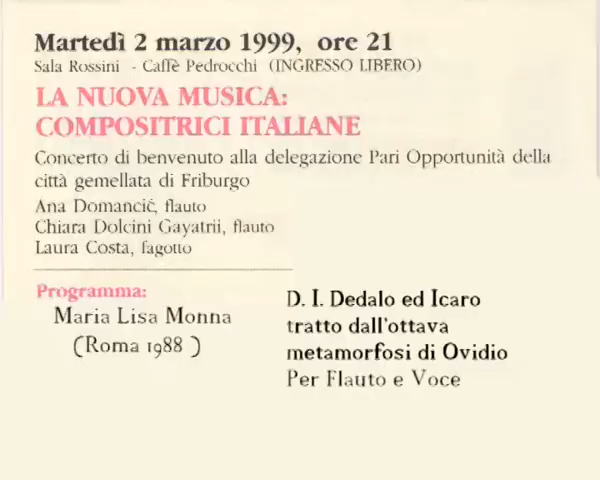 Martedì 2 marzo 1999, ore 21
Sala Rossini - Caffè Pedrocchi (INGRESSO LIBERO)
LA NUOVA MUSICA:
COMPOSITRICI ITALIANE
Concerto di benvenuto alla delegazione Pari Opportunità della
città gemellata di Friburgo
Ana Domancič, flauto
Chiara Dolcini Gayatrii, flauto
Laura Costa, fagotto
Programma:
Maria Lisa Monna
(Roma 1988 )
D. I. Dedalo ed Icaro
tratto dall'ottava
metamorfosi di Ovidio
Per Flauto e Voce